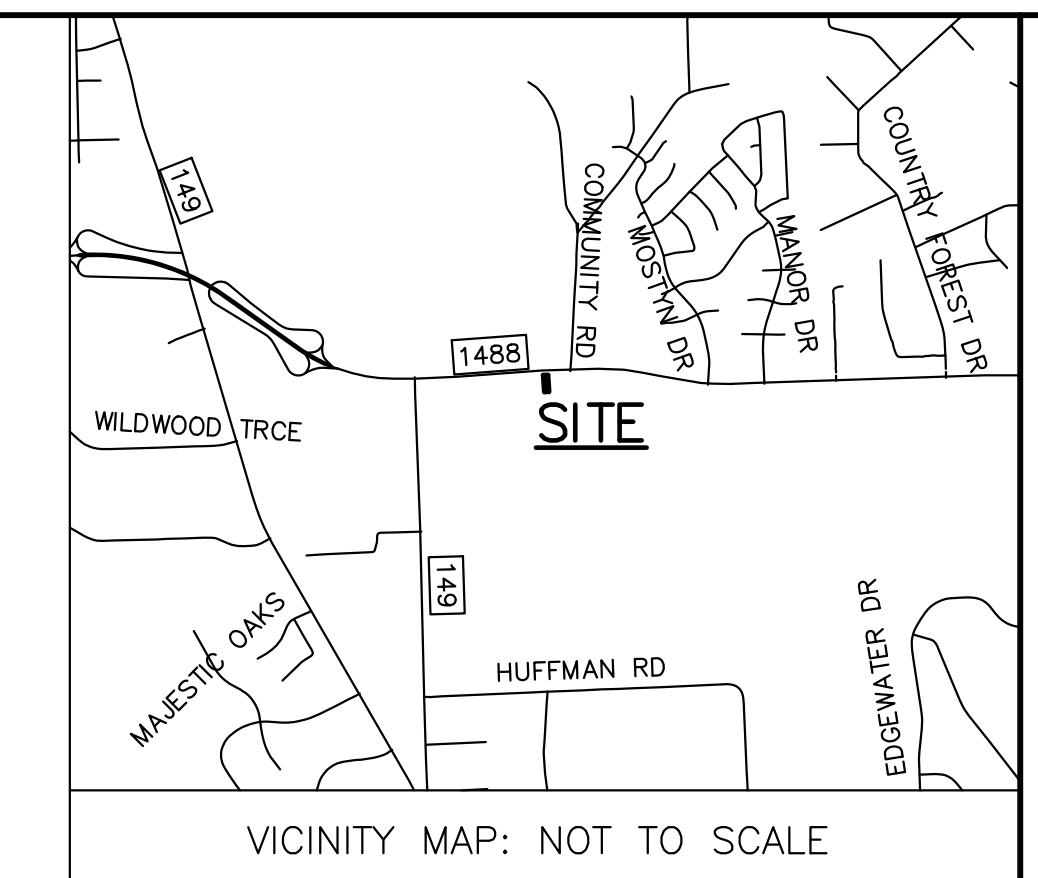 149
COMMUNITY RD
MOSTYN DR
MANOR DR
COUNTRY FOREST DR
1488
SITE
WILDWOOD TRCE
149
MAJESTIC OAKS
HUFFMAN RD
EDGEWATER DR
VICINITY MAP: NOT TO SCALE